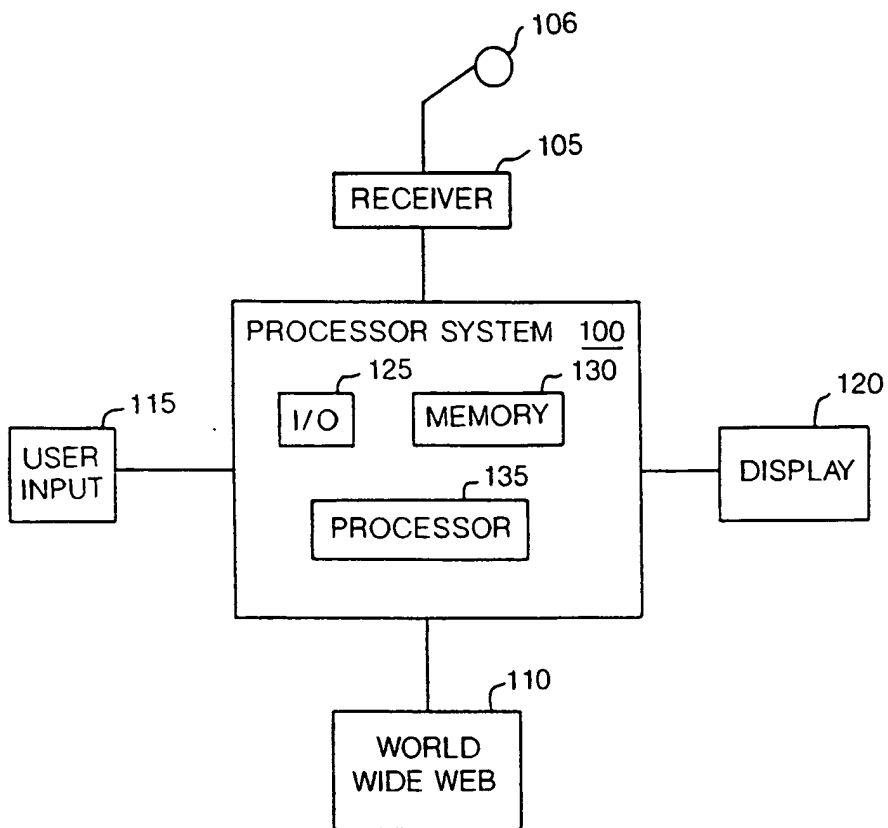 106
105
RECEIVER
PROCESSOR SYSTEM 100
125
130
I/O
MEMORY
115
120
USER
INPUT
DISPLAY
135
PROCESSOR
110
WORLD
WIDE WEB